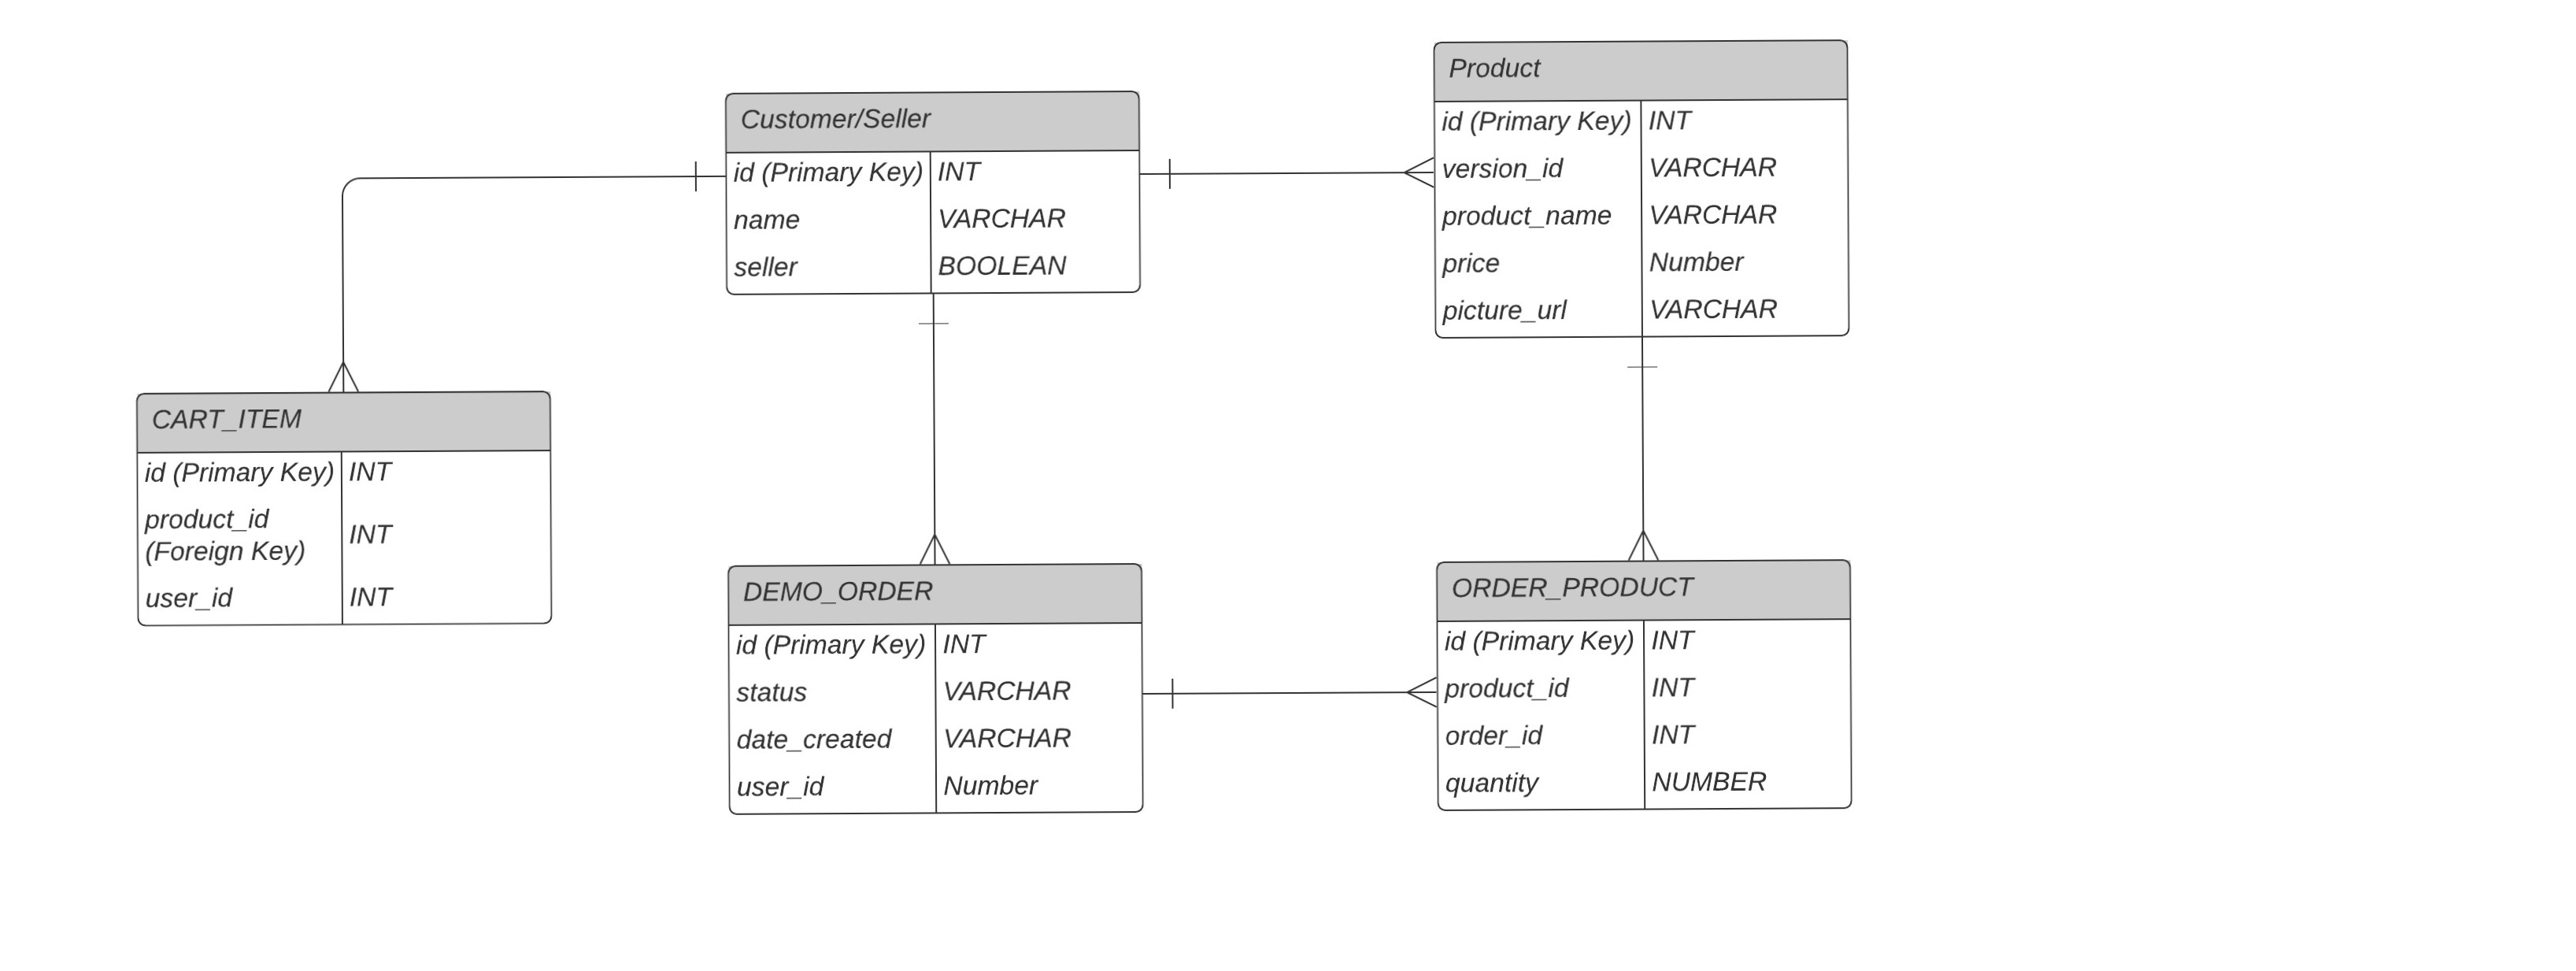 Product
id (Primary Key) INT
version_id VARCHAR
product_name VARCHAR
price Number
picture_url VARCHAR
Customer/Seller
id (Primary Key) INT
name VARCHAR
seller BOOLEAN
CART_ITEM
id (Primary Key) INT
product_id
(Foreign Key) INT
user_id INT
DEMO_ORDER
id (Primary Key) INT
status VARCHAR
date_created VARCHAR
user_id Number
ORDER_PRODUCT
id (Primary Key) INT
product_id INT
order_id INT
quantity NUMBER